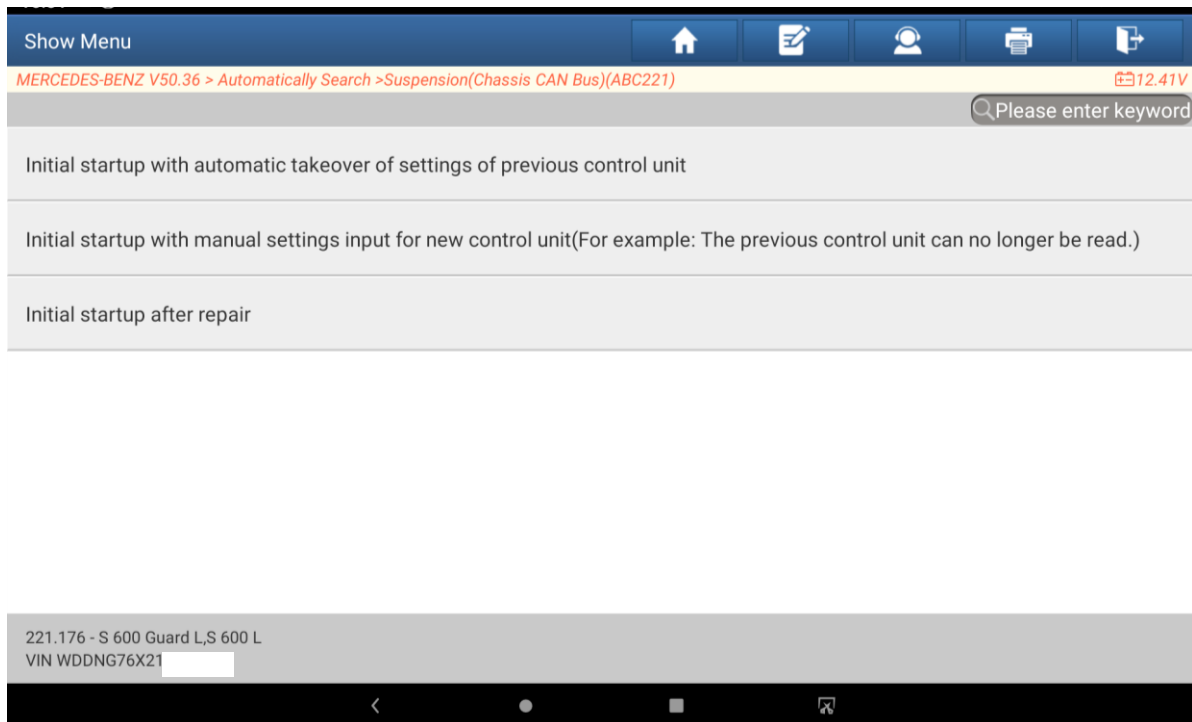 Show Menu
MERCEDES-BENZ V50.36 > Automatically Search >Suspension(Chassis CAN Bus)(ABC221)
12.41V
Please enter keyword
Initial startup with automatic takeover of settings of previous control unit
Initial startup with manual settings input for new control unit(For example: The previous control unit can no longer be read.)
Initial startup after repair
221.176 - S 600 Guard L,S 600 L
VIN WDDNG76X21